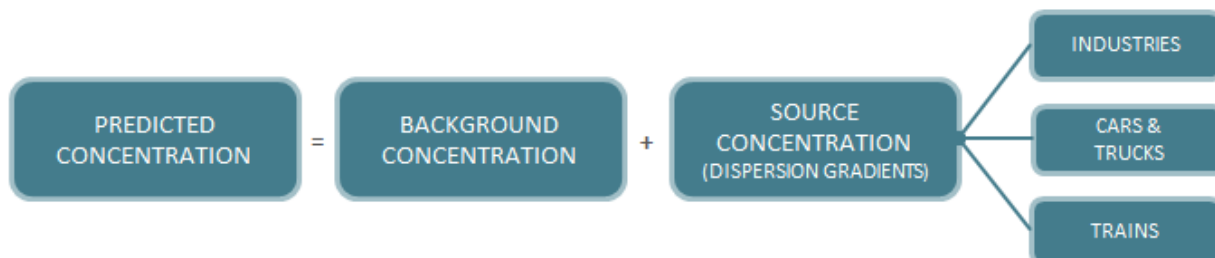 PREDICTED
CONCENTRATION
=
BACKGROUND
CONCENTRATION
+
SOURCE
CONCENTRATION
(DISPERSION GRADIENTS)
INDUSTRIES
CARS &
TRUCKS
TRAINS